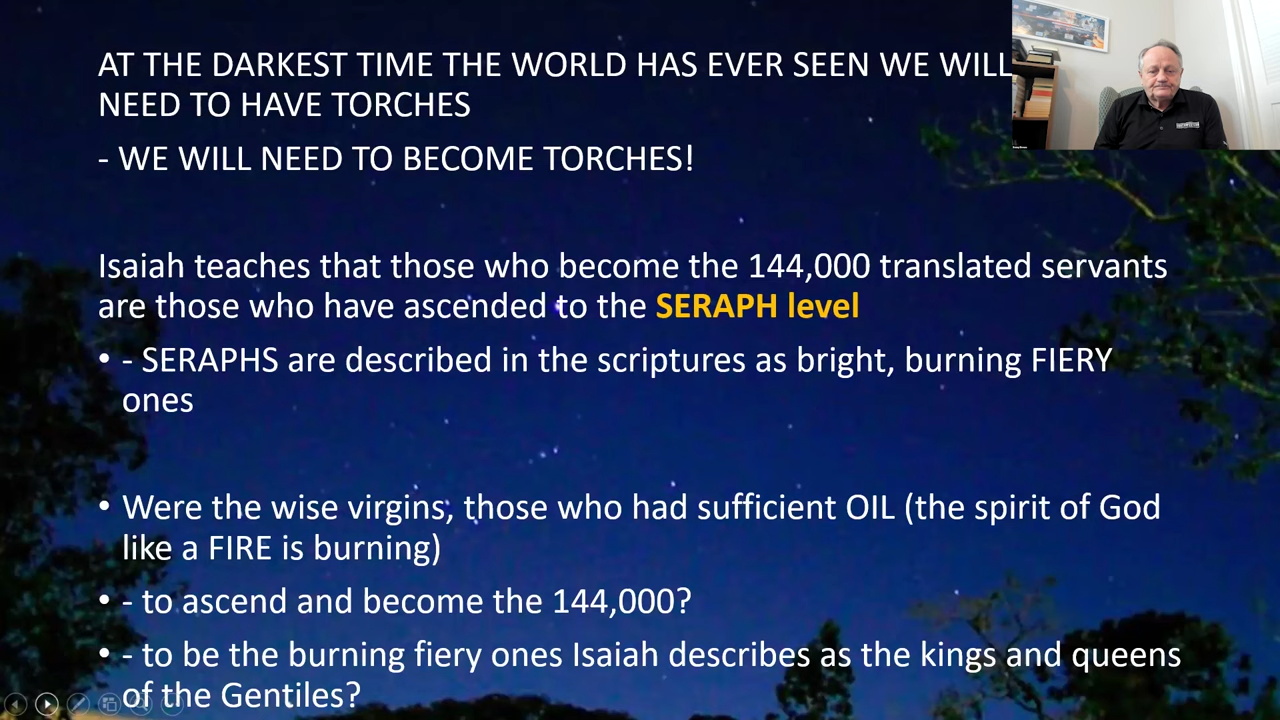 AT THE DARKEST TIME THE WORLD HAS EVER SEEN WE WILL
NEED TO HAVE TORCHES
- WE WILL NEED TO BECOME TORCHES!
Isaiah teaches that those who become the 144,000 translated servants
are those who have ascended to the SERAPH level
• - SERAPHS are described in the scriptures as bright, burning FIERY
ones
• Were the wise virgins, those who had sufficient OIL (the spirit of God
like a FIRE is burning)
• - to ascend and become the 144,000?
• - to be the burning fiery ones Isaiah describes as the kings and queens
of the Gentiles?